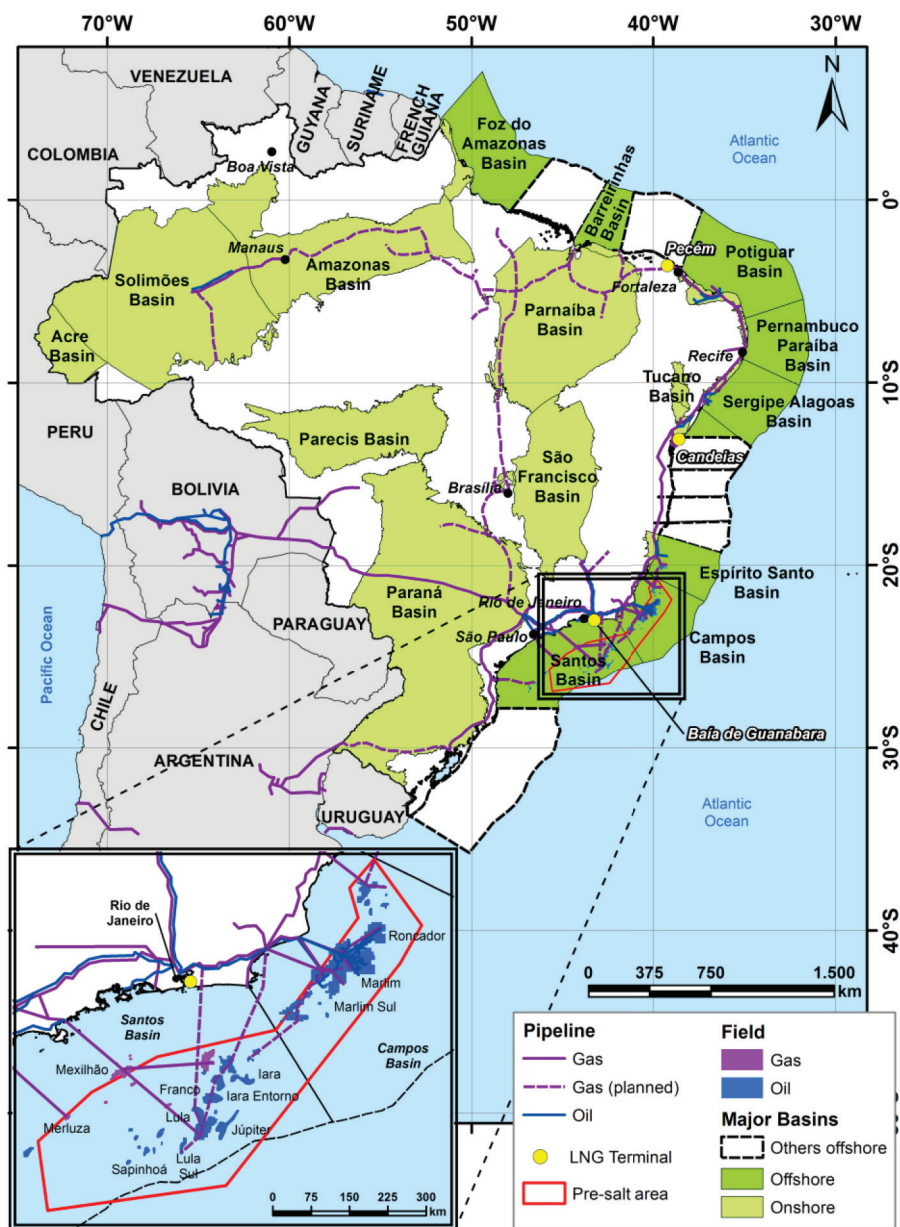 70°W
60°W
50°W
40°W
30°W
VENEZUELA
GUYANA
SURINAME
FRENCH
GUIANA
COLOMBIA
Boa Vista
Foz do
Amazonas
Basin
Atlantic
Ocean
N
0°
Barreirinhas
Basin
Manaus
Amazonas
Basin
Solimões
Basin
Acre
Basin
Pecém
Fortaleza
Potiguar
Basin
Parnaíba
Basin
Pernambuco
Paraíba
Basin
Recife
10°S
Tucano
Basin
Sergipe Alagoas
Basin
PERU
Parecis Basin
Candeias
São
Francisco
Basin
BOLIVIA
Brasília
20°S
Espírito Santo
Basin
Paraná
Basin
Rio de Janeiro
PARAGUAY
São Paulo
Campos
Basin
Santos
Basin
Pacific Ocean
CHILE
Baía de Guanabara
30°S
ARGENTINA
URUGUAY
Atlantic
Ocean
40°S
0 375 750 1.500
km
Rio de
Janeiro
Roncador
Marlim
Marlim Sul
Santos
Basin
Campos
Basin
Mexilhão
Iara
Franco
Iara Entorno
Lula
Júpiter
Merluza
Lula
Sul
Sapinhoá
0 75 150 225 300
km
Pipeline
Gas
Gas (planned)
Oil
LNG Terminal
Pre-salt area
Field
Gas
Oil
Major Basins
Others offshore
Offshore
Onshore